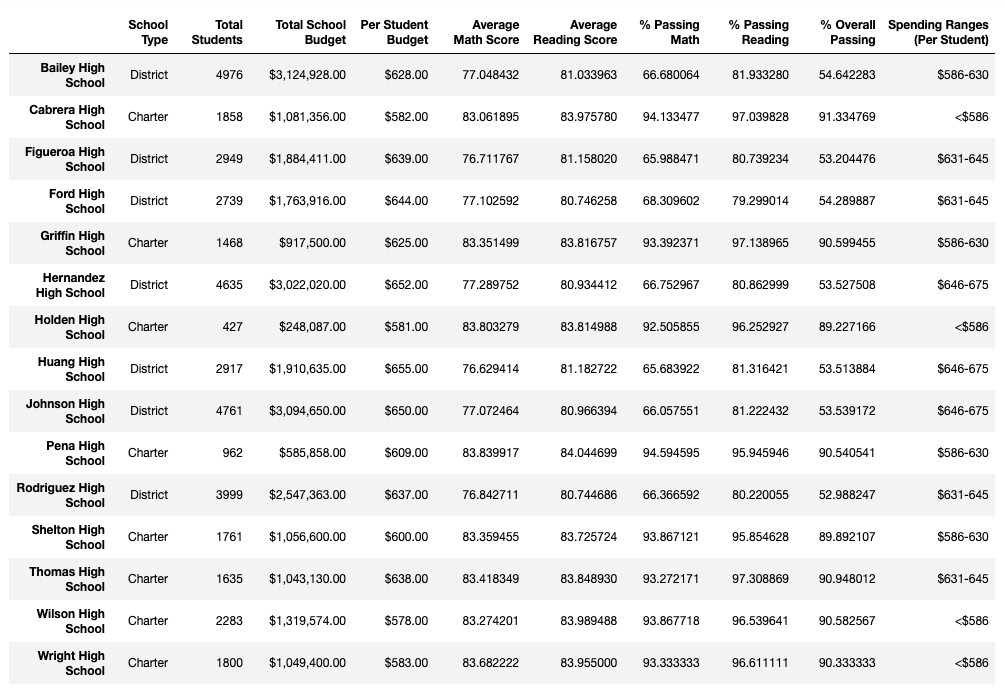 School Type Total Students Total School Budget Per Student Budget Average Math Score Average Reading Score % Passing Math % Passing Reading % Overall Passing Spending Ranges (Per Student)
Bailey High School District 4976 $3,124,928.00 $628.00 77.048432 81.033963 66.680064 81.933280 54.642283 $586-630
Cabrera High School Charter 1858 $1,081,356.00 $582.00 83.061895 83.975780 94.133477 97.039828 91.334769 <$586
Figueroa High School District 2949 $1,884,411.00 $639.00 76.711767 81.158020 65.988471 80.739234 53.204476 $631-645
Ford High School District 2739 $1,763,916.00 $644.00 77.102592 80.746258 68.309602 79.299014 54.289887 $631-645
Griffin High School Charter 1468 $917,500.00 $625.00 83.351499 83.816757 93.392371 97.138965 90.599455 $586-630
Hernandez High School District 4635 $3,022,020.00 $652.00 77.289752 80.934412 66.752967 80.862999 53.527508 $646-675
Holden High School Charter 427 $248,087.00 $581.00 83.803279 83.814988 92.505855 96.252927 89.227166 <$586
Huang High School District 2917 $1,910,635.00 $655.00 76.629414 81.182722 65.683922 81.316421 53.513884 $646-675
Johnson High School District 4761 $3,094,650.00 $650.00 77.072464 80.966394 66.057551 81.222432 53.539172 $646-675
Pena High School Charter 962 $585,858.00 $609.00 83.839917 84.044699 94.594595 95.945946 90.540541 $586-630
Rodriguez High School District 3999 $2,547,363.00 $637.00 76.842711 80.744686 66.366592 80.220055 52.988247 $631-645
Shelton High School Charter 1761 $1,056,600.00 $600.00 83.359455 83.725724 93.867121 95.854628 89.892107 $586-630
Thomas High School Charter 1635 $1,043,130.00 $638.00 83.418349 83.848930 93.272171 97.308869 90.948012 $631-645
Wilson High School Charter 2283 $1,319,574.00 $578.00 83.274201 83.989488 93.867718 96.539641 90.582567 <$586
Wright High School Charter 1800 $1,049,400.00 $583.00 83.682222 83.955000 93.333333 96.611111 90.333333 <$586